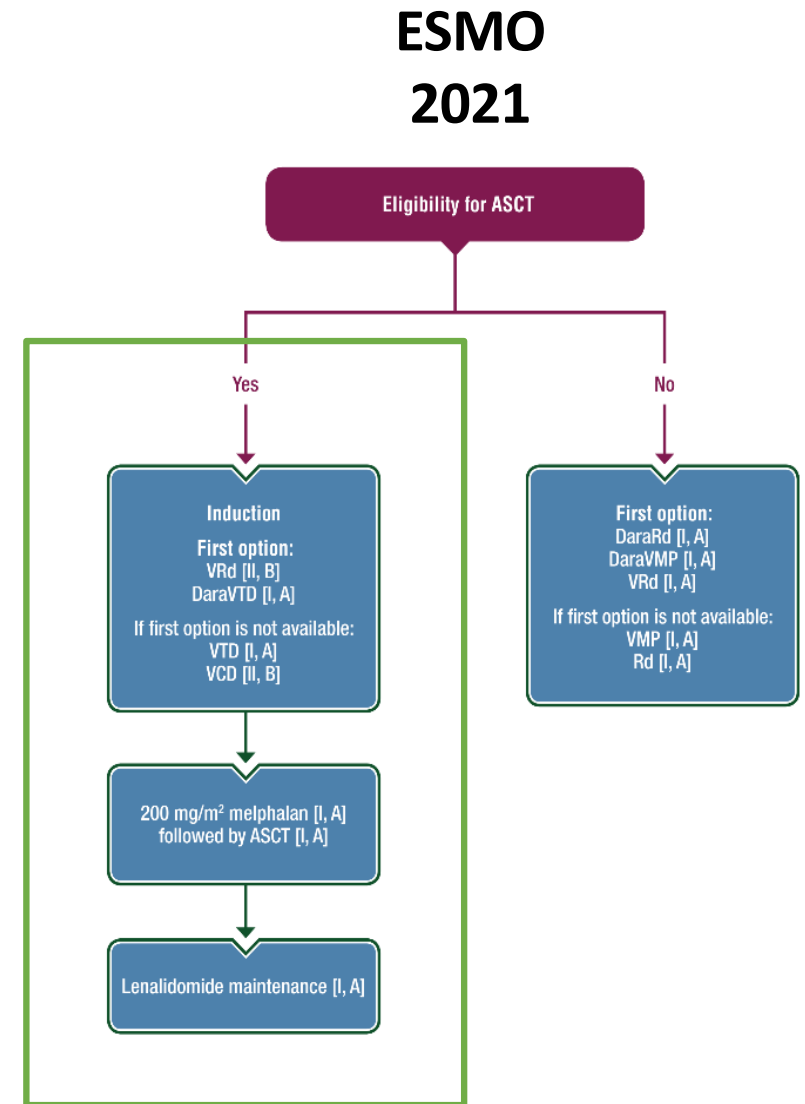 ESMO
2021
Eligibility for ASCT
Yes
No
Induction
First option:
VRd [II, B]
DaraVTD [I, A]
If first option is not available:
VTD [I, A]
VCD [II, B]
First option:
DaraRd [I, A]
DaraVMP [I, A]
VRd [I, A]
If first option is not available:
VMP [I, A]
Rd [I, A]
200 mg/m² melphalan [I, A]
followed by ASCT [I, A]
Lenalidomide maintenance [I, A]